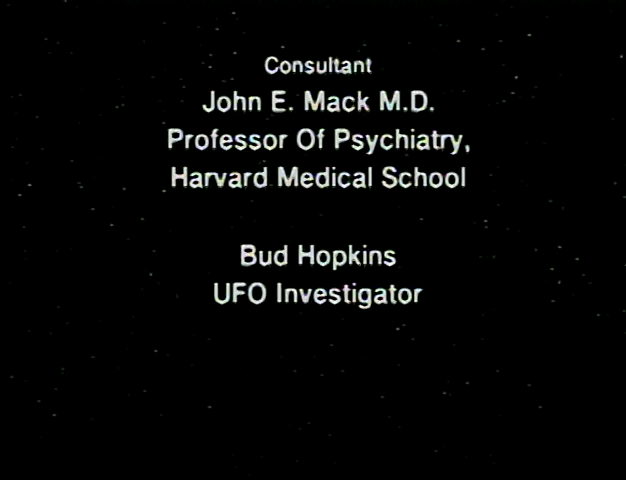 Consultant
John E. Mack M.D.
Professor Of Psychiatry,
Harvard Medical School
Bud Hopkins
UFO Investigator